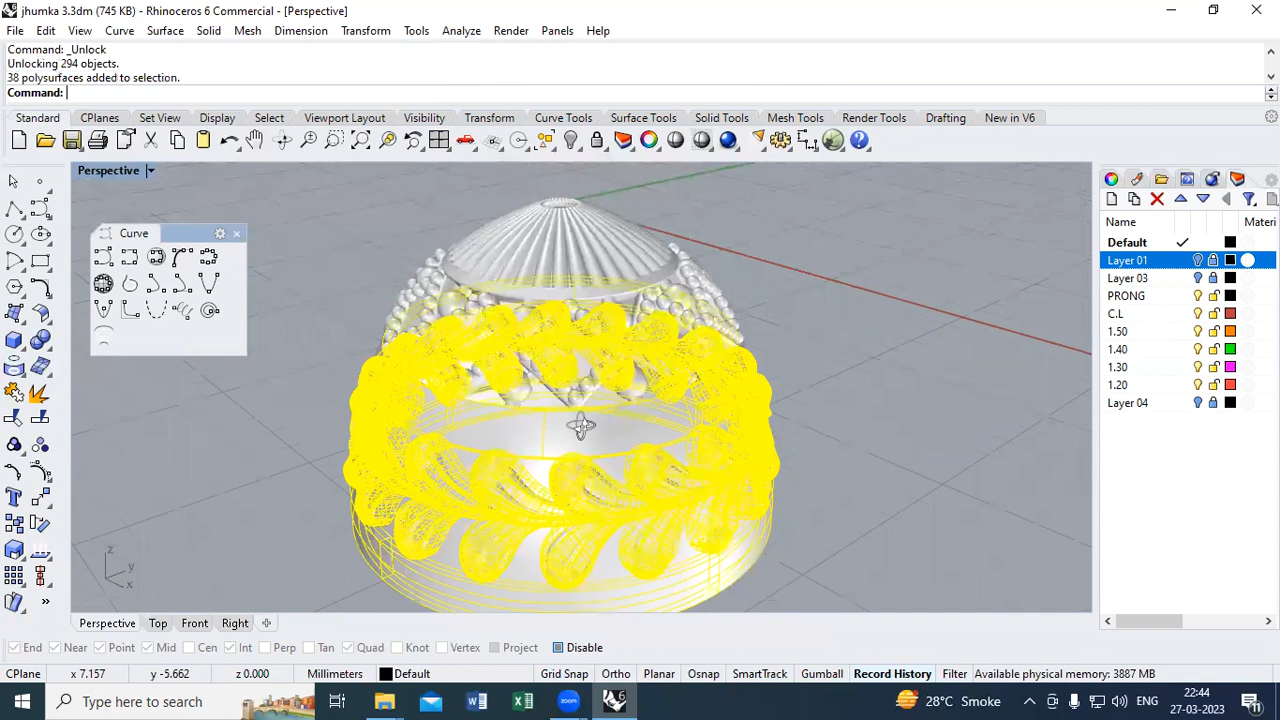 jhumka 3.3dm (745 KB) - Rhinoceros 6 Commercial - [Perspective]
File Edit View Curve Surface Solid Mesh Dimension Transform Tools Analyze Render Panels Help
Command: _Unlock
Unlocking 294 objects.
38 polysurfaces added to selection.
Command:
Standard CPlanes Set View Display Select Viewport Layout Visibility Transform Curve Tools Surface Tools Solid Tools Mesh Tools Render Tools Drafting New in V6
Perspective
Curve
Name Materi
Default
Layer 01
Layer 03
PRONG
C.L
1.50
1.40
1.30
1.20
Layer 04
z
y
x
Perspective Top Front Right
End Near Point Mid Cen Int Perp Tan Quad Knot Vertex Project Disable
CPlane x 7.157 y -5.662 z 0.000 Millimeters Default Grid Snap Ortho Planar Osnap SmartTrack Gumball Record History Filter Available physical memory: 3887 MB
Type here to search
zoom
28°C Smoke
ENG
22:44
27-03-2023
11